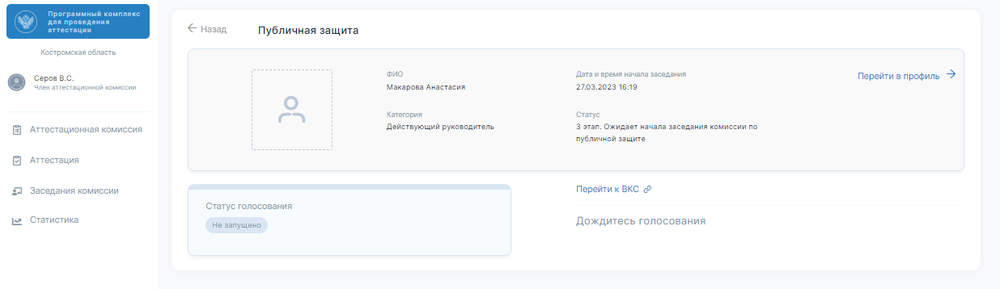 Программный комплекс
для проведения
аттестации
Костромская область
Серов В.С.
Член аттестационной комиссии
Аттестационная комиссия
Аттестация
Заседания комиссии
Статистика
Назад
Публичная защита
ФИО
Макарова Анастасия
Дата и время начала заседания
27.03.2023 16:19
Перейти в профиль
Категория
Действующий руководитель
Статус
3 этап. Ожидает начала заседания комиссии по
публичной защите
Статус голосования
Не запущено
Перейти к ВКС
Дождитесь голосования